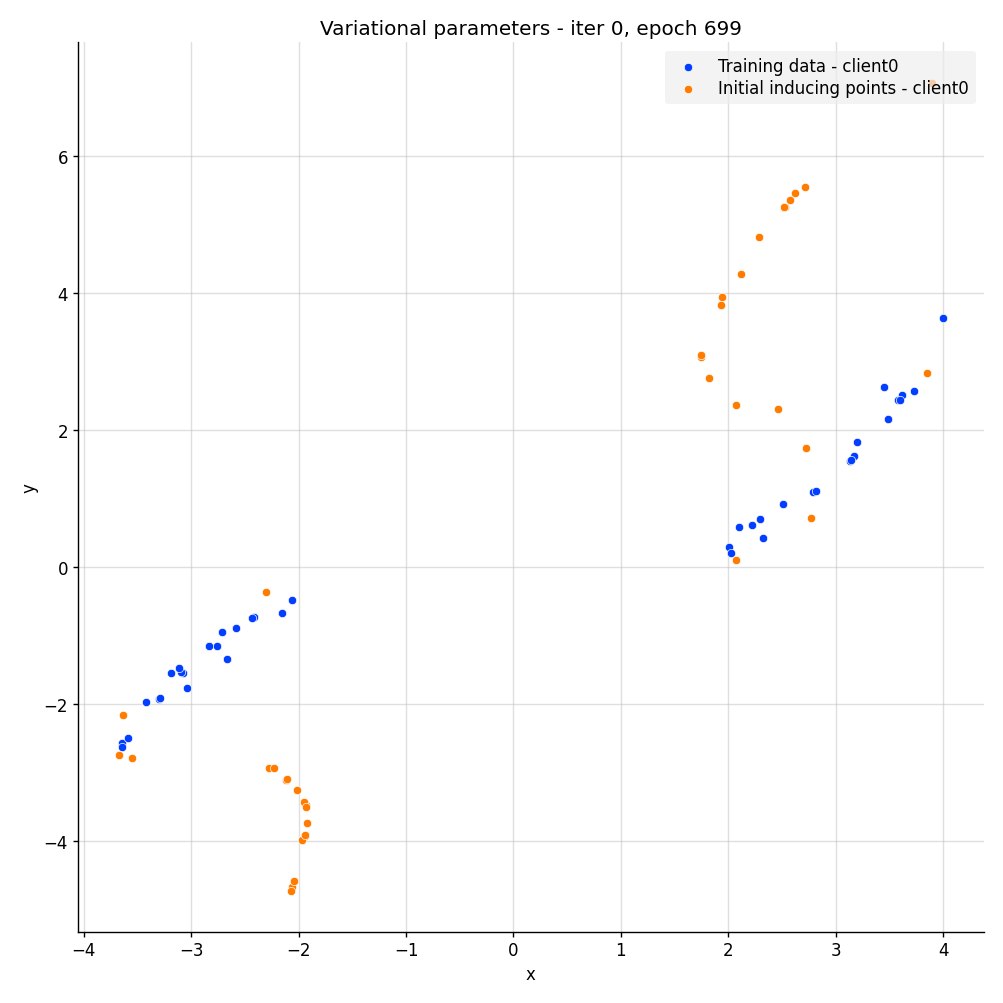 Variational parameters - iter 0, epoch 699
Training data - client0
Initial inducing points - client0
6
4
2
0
−2
−4
y
−4 −3 −2 −1 0 1 2 3 4
x